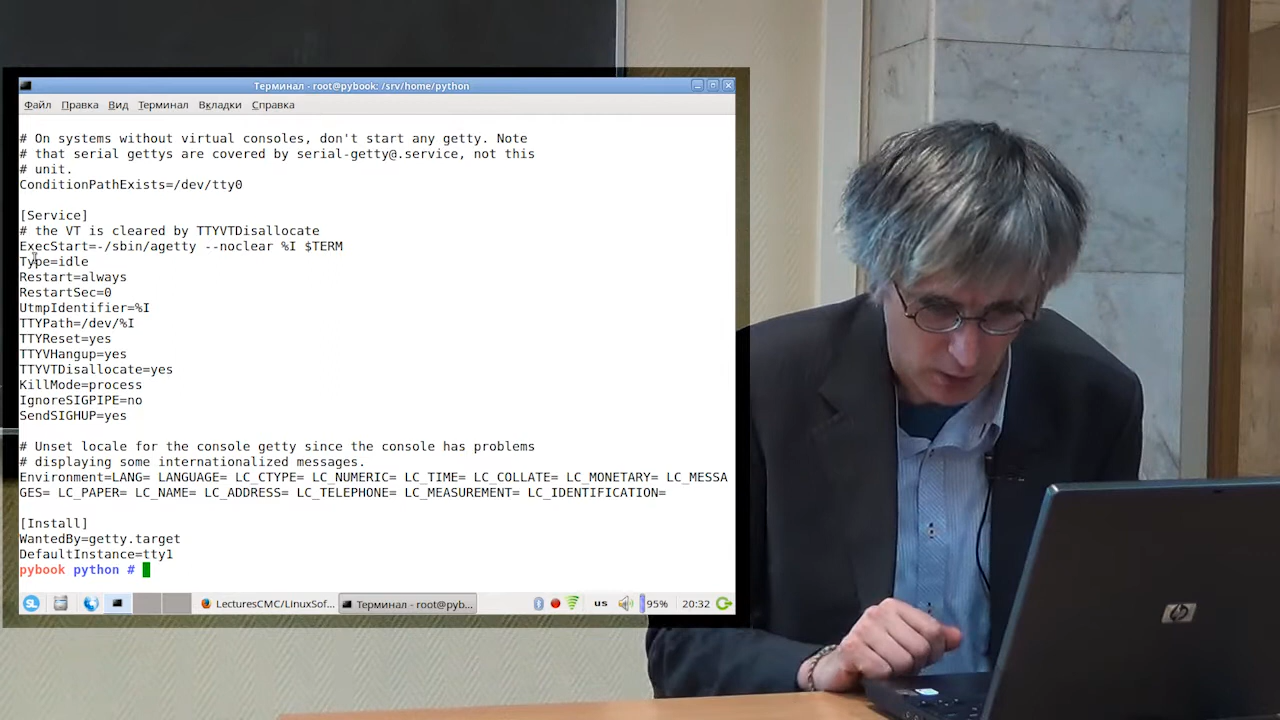 Терминал - root@pybook: /srv/home/python
Файл Правка Вид Терминал Вкладки Справка
# On systems without virtual consoles, don't start any getty. Note
# that serial gettys are covered by serial-getty@.service, not this
# unit.
ConditionPathExists=/dev/tty0
[Service]
# the VT is cleared by TTYVTDisallocate
ExecStart=-/sbin/agetty --noclear %I $TERM
Type=idle
Restart=always
RestartSec=0
UtmpIdentifier=%I
TTYPath=/dev/%I
TTYReset=yes
TTYVHangup=yes
TTYVTDisallocate=yes
KillMode=process
IgnoreSIGPIPE=no
SendSIGHUP=yes
# Unset locale for the console getty since the console has problems
# displaying some internationalized messages.
Environment=LANG= LANGUAGE= LC_CTYPE= LC_NUMERIC= LC_TIME= LC_COLLATE= LC_MONETARY= LC_MESSA
GES= LC_PAPER= LC_NAME= LC_ADDRESS= LC_TELEPHONE= LC_MEASUREMENT= LC_IDENTIFICATION=
[Install]
WantedBy=getty.target
DefaultInstance=tty1
pybook python #
SL LecturesCMC/LinuxSof... Терминал - root@pyb... us 95% 20:32
hp